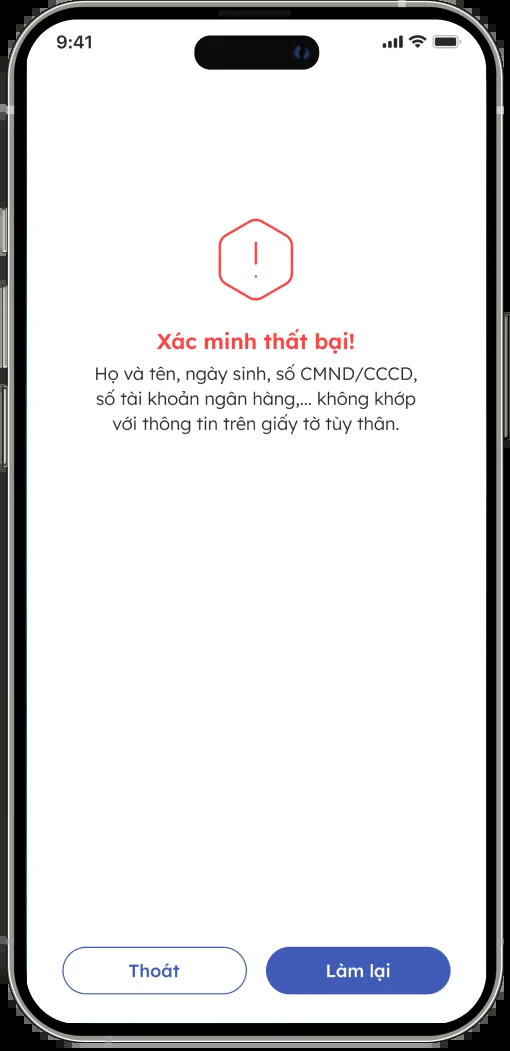 9:41
Xác minh thất bại!
Họ và tên, ngày sinh, số CMND/CCCD,
số tài khoản ngân hàng,... không khớp
với thông tin trên giấy tờ tùy thân.
Thoát
Làm lại